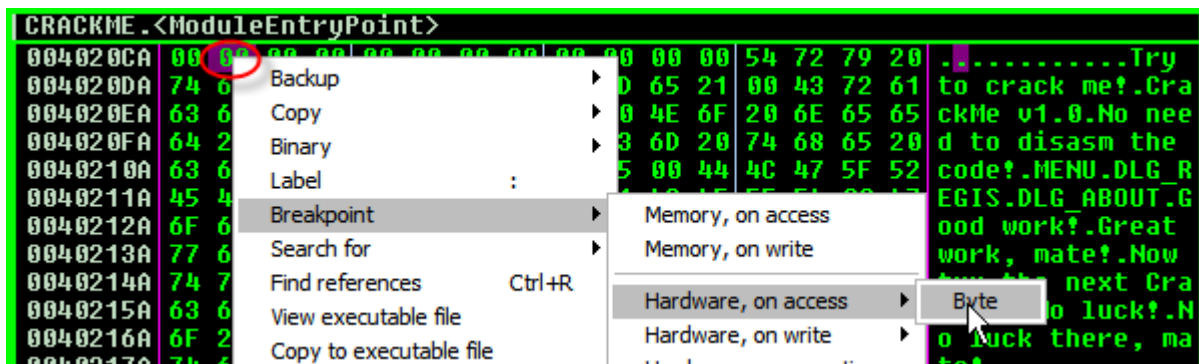 CRACKME.<ModuleEntryPoint>
004020CA 00 00 00 00 54 72 79 20 ............Try
004020DA 74 65 21 00 43 72 61 to crack me!.Cra
004020EA 63 4E 6F 20 6E 65 65 ckMe v1.0.No nee
004020FA 64 6D 20 74 68 65 20 d to disasm the
0040210A 63 00 44 4C 47 5F 52 code!.MENU.DLG_R
0040211A 45 EGIS.DLG_ABOUT.G
0040212A 6F ood work!.Great
0040213A 77 work, mate!.Now
0040214A 74 next Cra
0040215A 63 luck!.N
0040216A 6F o luck there, ma
Backup
Copy
Binary
Label :
Breakpoint
Search for
Find references Ctrl+R
View executable file
Copy to executable file
Memory, on access
Memory, on write
Hardware, on access
Hardware, on write
Byte